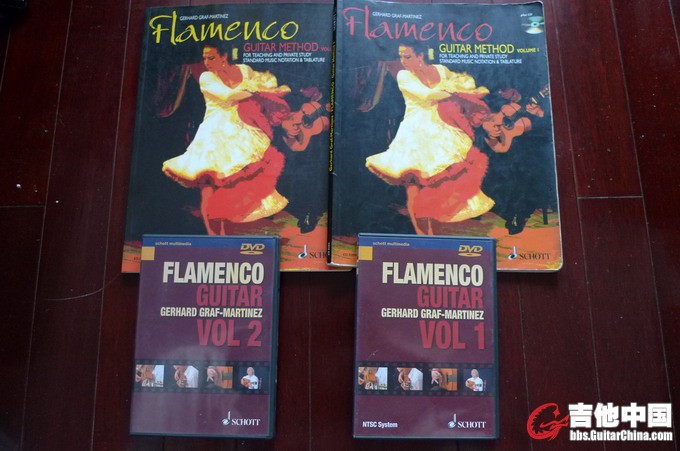 GERHARD GRAF-MARTINEZ
Flamenco
GUITAR METHOD
FOR TEACHING AND PRIVATE STUDY
STANDARD MUSIC NOTATION & TABLATURE
SCHOTT
GERHARD GRAF-MARTINEZ
plus CD
Flamenco
GUITAR METHOD VOLUME 1
FOR TEACHING AND PRIVATE STUDY
STANDARD MUSIC NOTATION & TABLATURE
SCHOTT
schott multimedia
DVD
FLAMENCO
GUITAR
GERHARD GRAF-MARTINEZ
VOL 2
SCHOTT
schott multimedia
DVD
FLAMENCO
GUITAR
GERHARD GRAF-MARTINEZ
VOL 1
NTSC System
SCHOTT
吉他中国
bbs.GuitarChina.com